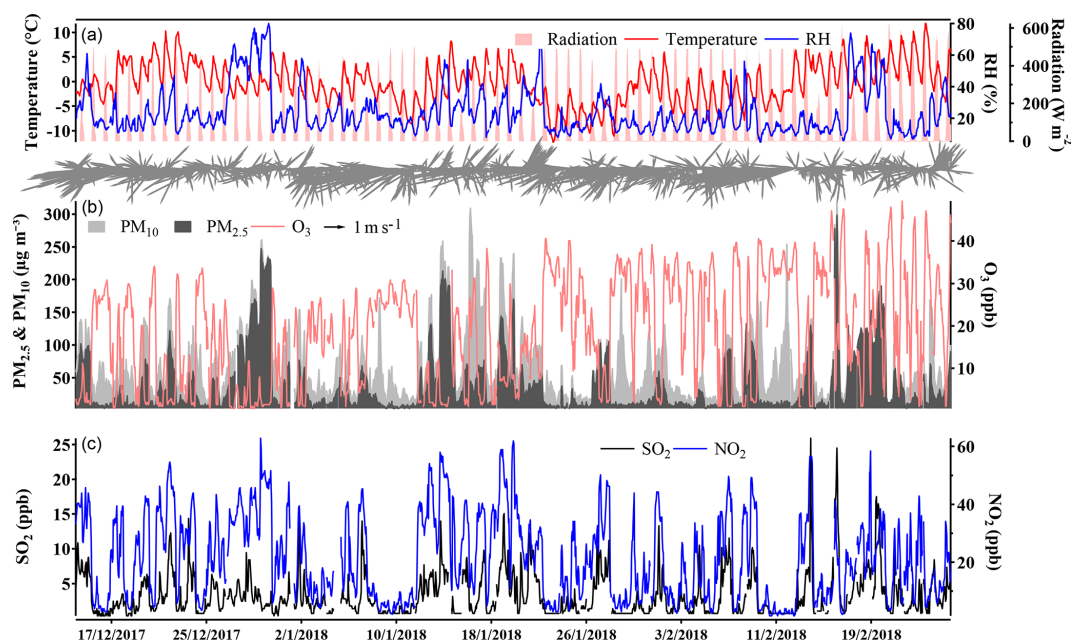 (a)
Radiation Temperature RH
Temperature (°C)
10
5
0
-5
-10
80
60
40
20
RH (%)
600
400
200
0
Radiation (W m⁻²)
(b)
PM₁₀ PM₂.₅ O₃ 1 m s⁻¹
PM₂.₅ & PM₁₀ (µg m⁻³)
300
250
200
150
100
50
40
30
20
10
O₃ (ppb)
(c)
SO₂ NO₂
SO₂ (ppb)
25
20
15
10
5
60
40
20
NO₂ (ppb)
17/12/2017 25/12/2017 2/1/2018 10/1/2018 18/1/2018 26/1/2018 3/2/2018 11/2/2018 19/2/2018